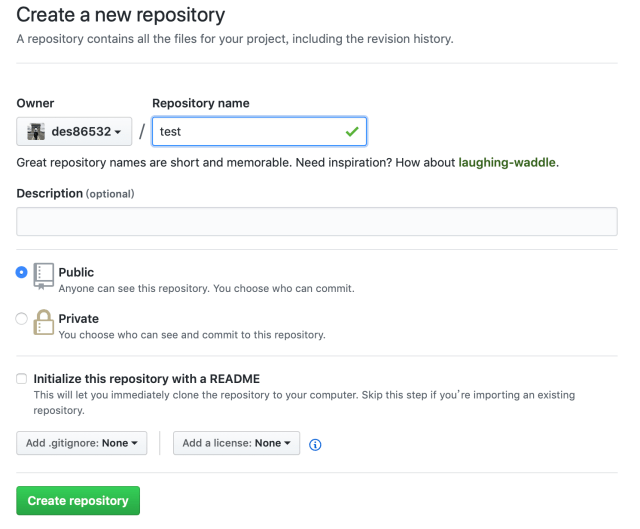 Create a new repository
A repository contains all the files for your project, including the revision history.
Owner Repository name
des86532 / test
Great repository names are short and memorable. Need inspiration? How about laughing-waddle.
Description (optional)
Public
Anyone can see this repository. You choose who can commit.
Private
You choose who can see and commit to this repository.
Initialize this repository with a README
This will let you immediately clone the repository to your computer. Skip this step if you're importing an existing
repository.
Add .gitignore: None Add a license: None
Create repository